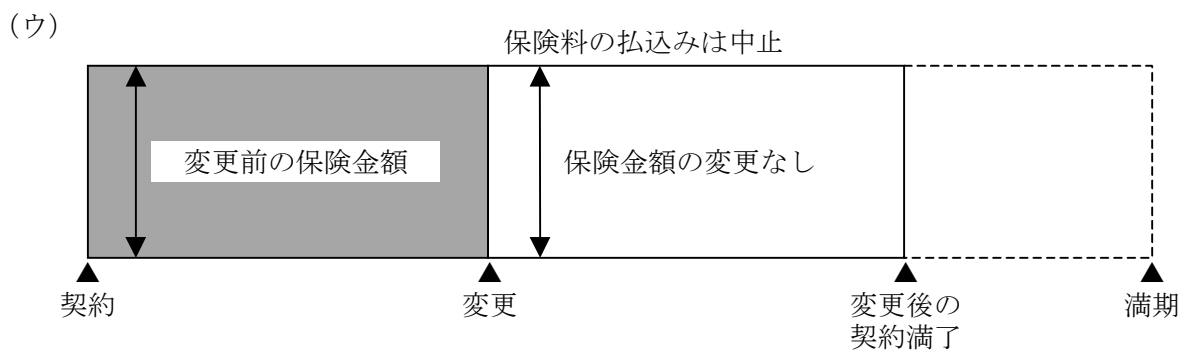 （ウ）
保険料の払込みは中止
変更前の保険金額
保険金額の変更なし
契約
変更
変更後の
契約満了
満期